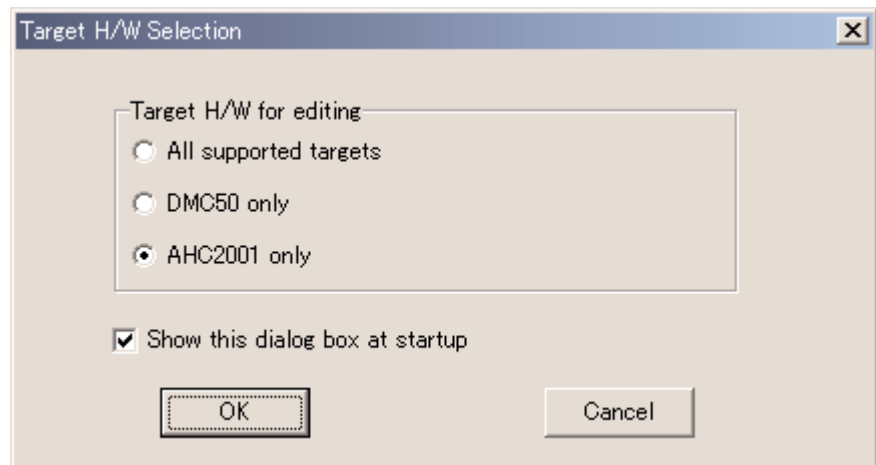 Target H/W Selection
Target H/W for editing
All supported targets
DMC50 only
AHC2001 only
Show this dialog box at startup
OK
Cancel